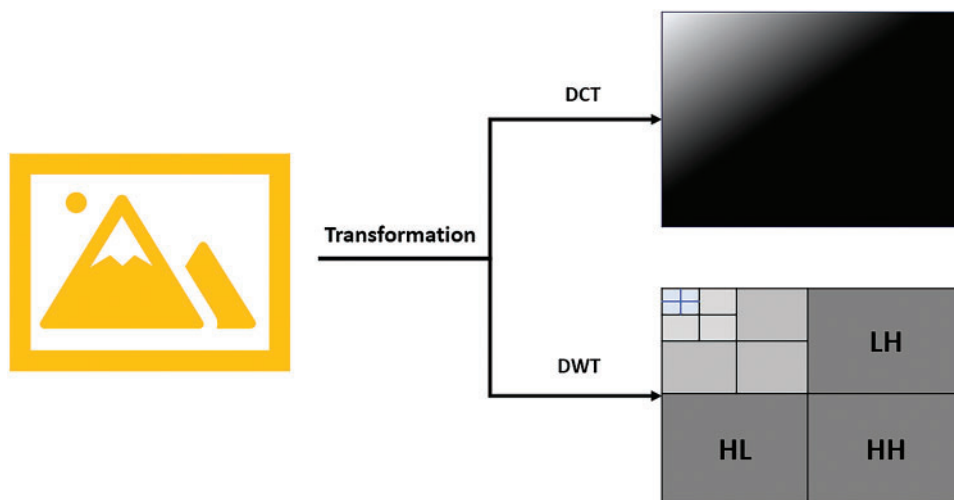 DCT
Transformation
DWT
LH
HL
HH